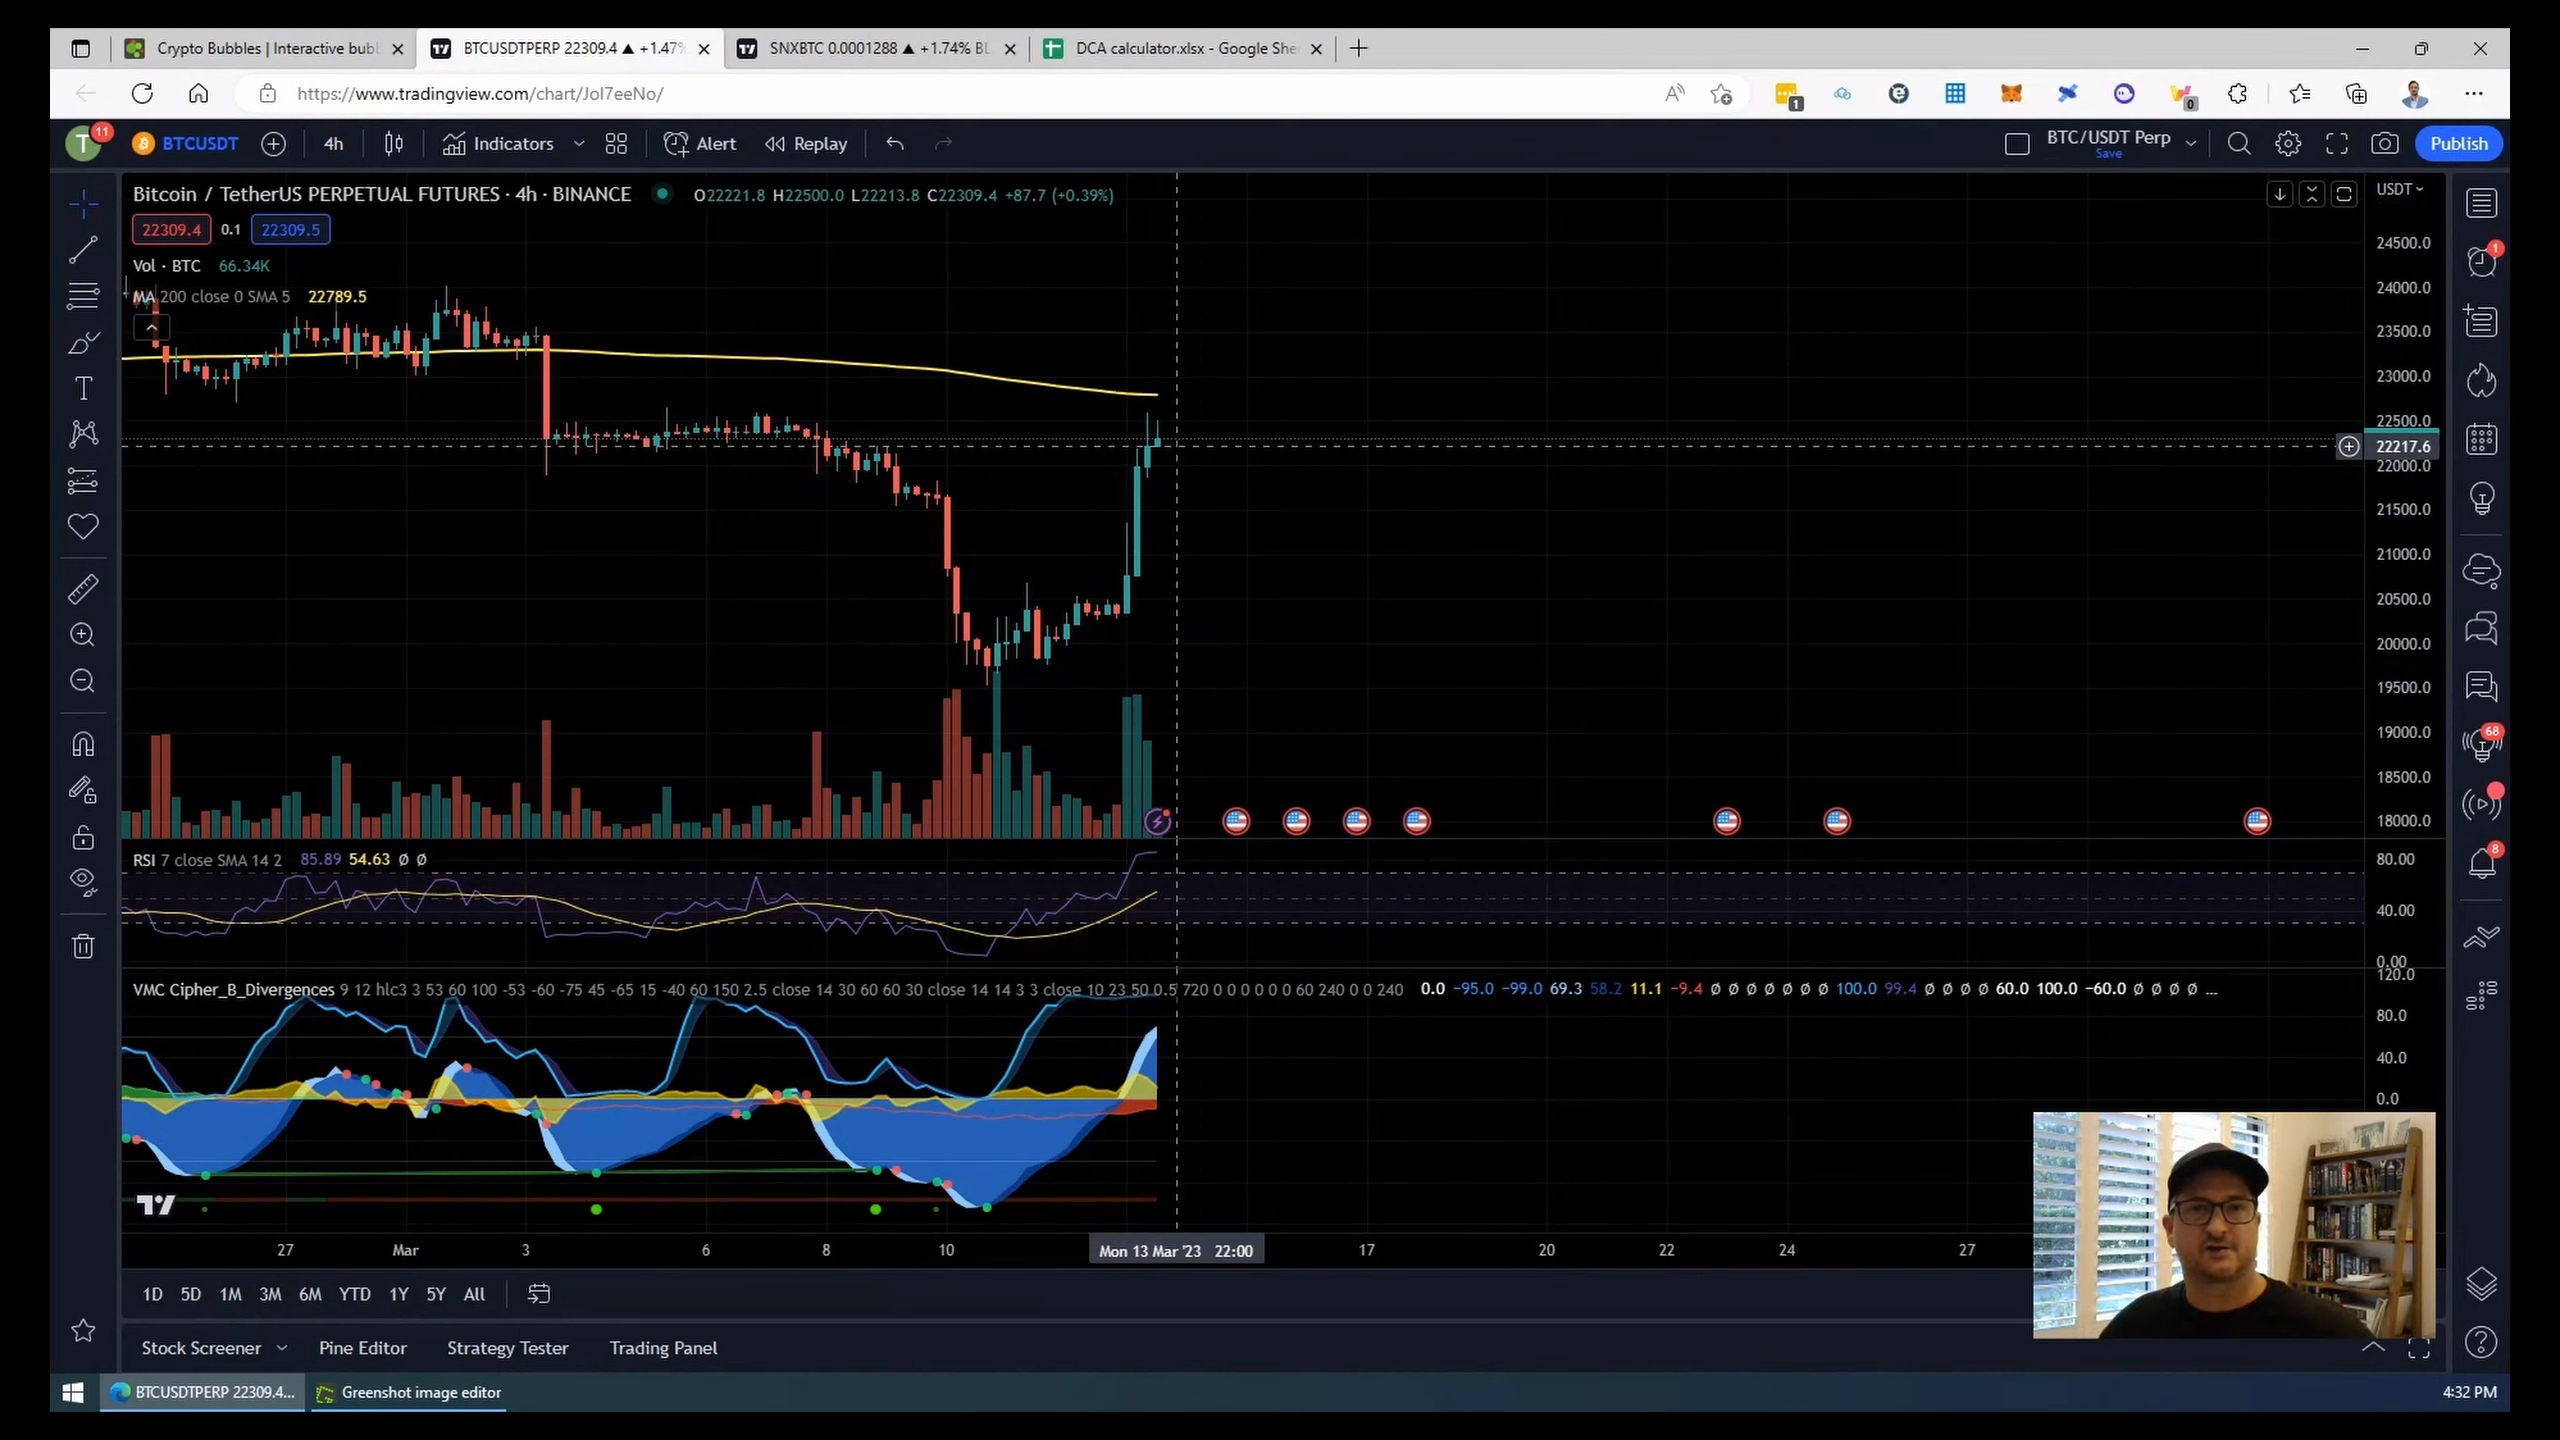 Crypto Bubbles | Interactive bubb
BTCUSDTPERP 22309.4 ▲ +1.47%
SNXBTC 0.0001288 ▲ +1.74% BL
DCA calculator.xlsx - Google She
https://www.tradingview.com/chart/JoI7eeNo/
1
0
T
11
BTCUSDT
4h
Indicators
Alert
Replay
BTC/USDT Perp
Save
Publish
Bitcoin / TetherUS PERPETUAL FUTURES · 4h · BINANCE
O22221.8 H22500.0 L22213.8 C22309.4 +87.7 (+0.39%)
USDT
22309.4
0.1
22309.5
Vol · BTC 66.34K
MA 200 close 0 SMA 5 22789.5
24500.0
24000.0
23500.0
23000.0
22500.0
22217.6
22000.0
21500.0
21000.0
20500.0
20000.0
19500.0
19000.0
18500.0
18000.0
1
68
8
RSI 7 close SMA 14 2 85.89 54.63 ∅ ∅
80.00
40.00
0.00
VMC Cipher_B_Divergences 9 12 hlc3 3 53 60 100 -53 -60 -75 45 -65 15 -40 60 150 2.5 close 14 30 60 60 30 close 14 14 3 3 close 10 23 50 0.5 720 0 0 0 0 0 0 60 240 0 0 240 0.0 −95.0 −99.0 69.3 58.2 11.1 −9.4 ∅ ∅ ∅ ∅ ∅ ∅ ∅ 100.0 99.4 ∅ ∅ ∅ ∅ 60.0 100.0 −60.0 ∅ ∅ ∅ ∅ ...
120.0
80.0
40.0
0.0
27 Mar 3 6 8 10 Mon 13 Mar '23 22:00 17 20 22 24 27
1D 5D 1M 3M 6M YTD 1Y 5Y All
Stock Screener Pine Editor Strategy Tester Trading Panel
BTCUSDTPERP 22309.4...
Greenshot image editor
4:32 PM